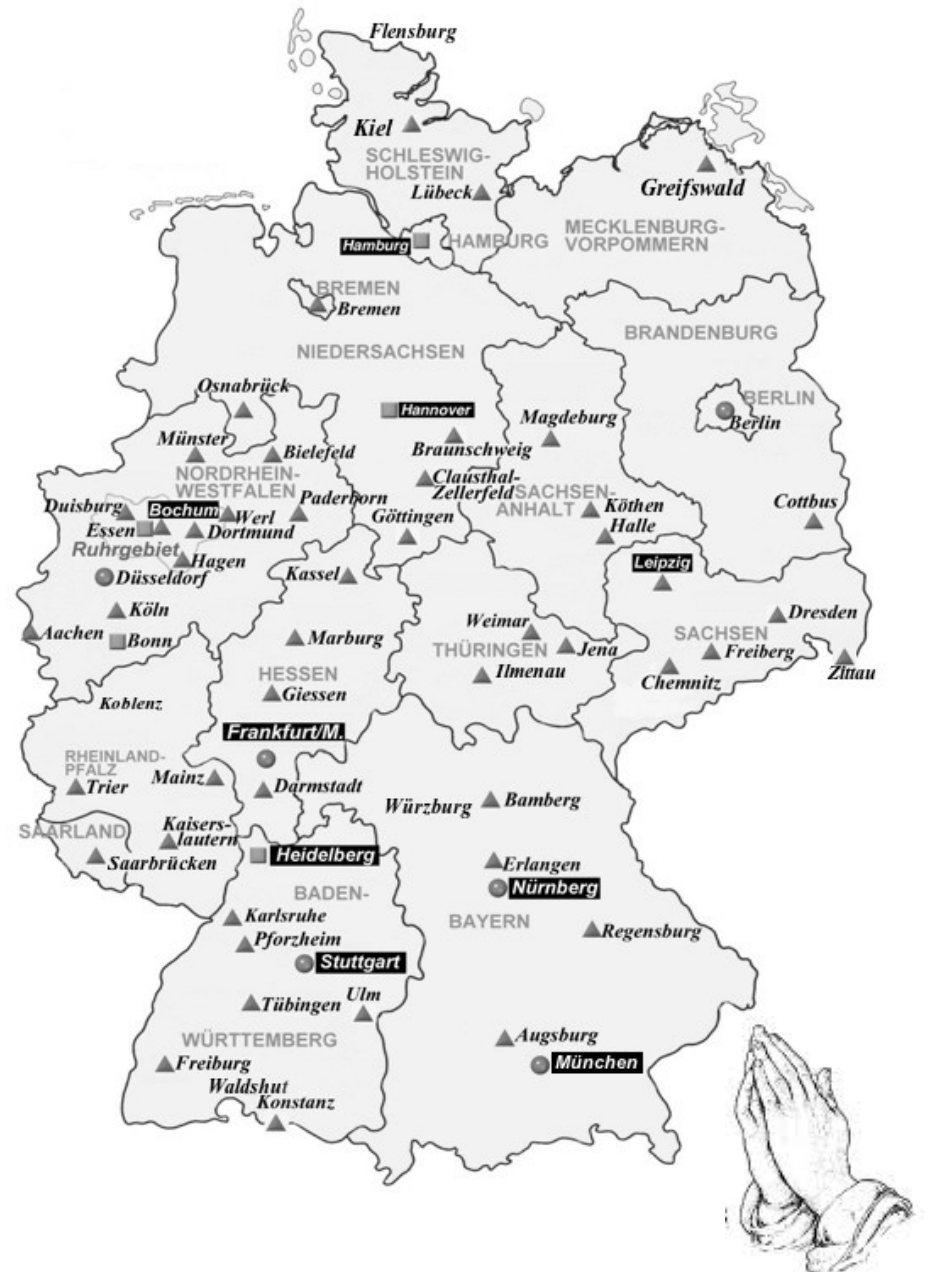 Flensburg
Kiel
SCHLESWIG-
HOLSTEIN
Lübeck
Greifswald
MECKLENBURG-
VORPOMMERN
Hamburg
HAMBURG
BREMEN
Bremen
NIEDERSACHSEN
BRANDENBURG
BERLIN
Berlin
Osnabrück
Hannover
Magdeburg
Münster
Bielefeld
Braunschweig
NORDRHEIN-
WESTFALEN
Clausthal-
Zellerfeld
SACHSEN-
ANHALT
Köthen
Halle
Cottbus
Duisburg
Bochum
Werl
Paderborn
Göttingen
Essen
Dortmund
Ruhrgebiet
Hagen
Kassel
Leipzig
Düsseldorf
Köln
Aachen
Bonn
Marburg
Weimar
THÜRINGEN
Jena
Ilmenau
Dresden
SACHSEN
Freiberg
Chemnitz
Zittau
HESSEN
Giessen
Koblenz
Frankfurt/M.
RHEINLAND-
PFALZ
Trier
Mainz
Darmstadt
Würzburg
Bamberg
SAARLAND
Kaisers-
lautern
Saarbrücken
Heidelberg
Erlangen
Nürnberg
BADEN-
BAYERN
Karlsruhe
Pforzheim
Regensburg
Stuttgart
Tübingen
Ulm
WÜRTTEMBERG
Augsburg
München
Freiburg
Waldshut
Konstanz